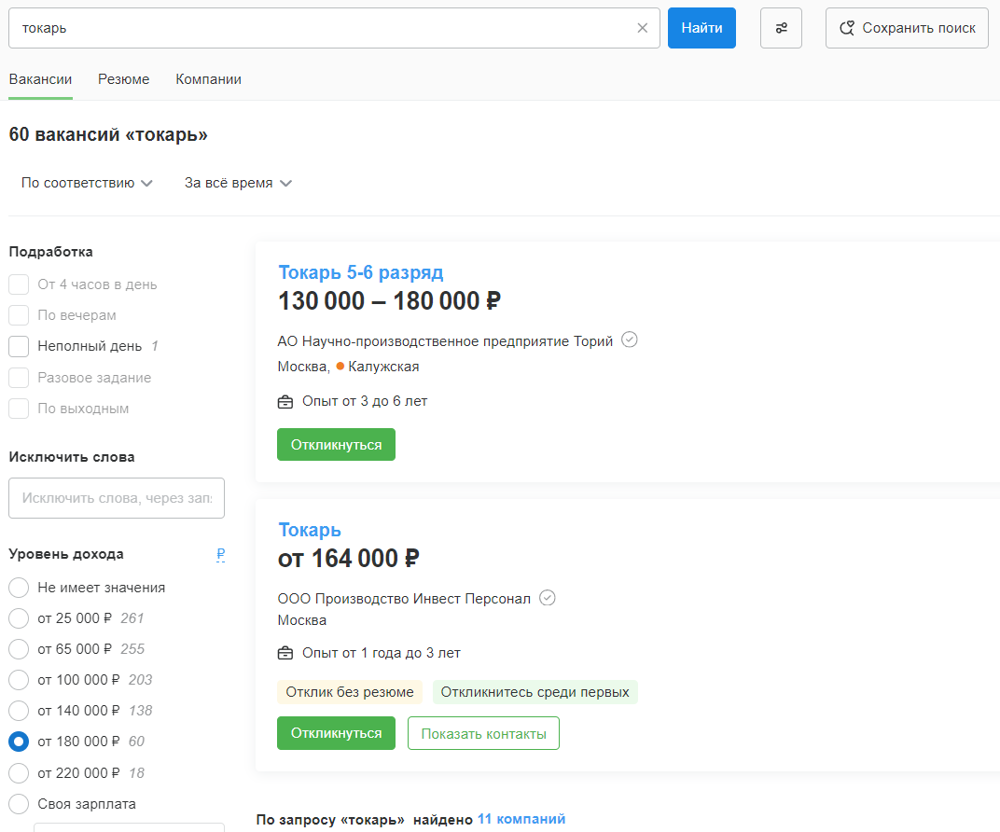 токарь
Найти
Сохранить поиск
Вакансии Резюме Компании
60 вакансий «токарь»
По соответствию За всё время
Подработка
От 4 часов в день
По вечерам
Неполный день 1
Разовое задание
По выходным
Исключить слова
Исключить слова, через зап
Уровень дохода ₽
Не имеет значения
от 25 000 ₽ 261
от 65 000 ₽ 255
от 100 000 ₽ 203
от 140 000 ₽ 138
от 180 000 ₽ 60
от 220 000 ₽ 18
Своя зарплата
Токарь 5-6 разряд
130 000 – 180 000 ₽
АО Научно-производственное предприятие Торий
Москва, Калужская
Опыт от 3 до 6 лет
Откликнуться
Токарь
от 164 000 ₽
ООО Производство Инвест Персонал
Москва
Опыт от 1 года до 3 лет
Отклик без резюме Откликнитесь среди первых
Откликнуться Показать контакты
По запросу «токарь» найдено 11 компаний